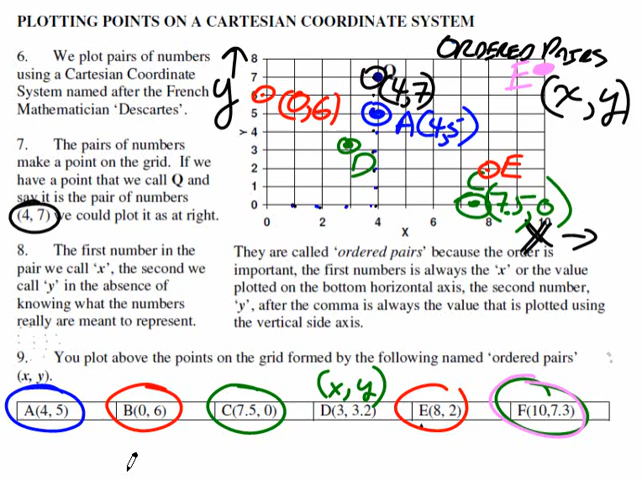 PLOTTING POINTS ON A CARTESIAN COORDINATE SYSTEM
6. We plot pairs of numbers
using a Cartesian Coordinate
System named after the French
Mathematician 'Descartes'.
7. The pairs of numbers
make a point on the grid. If we
have a point that we call Q and
say it is the pair of numbers
(4, 7) we could plot it as at right.
8. The first number in the
pair we call 'x', the second we
call 'y' in the absence of
knowing what the numbers
really are meant to represent.
ORDERED PAIRS
(x, y)
y
8
7
6
5
4
3
2
1
0
Y
0 2 4 6 8 10
X
X
(4,7)
(0,6)
A(4,5)
D
E
E
C
(7.5, 0)
They are called 'ordered pairs' because the order is
important, the first numbers is always the 'x' or the value
plotted on the bottom horizontal axis, the second number,
'y', after the comma is always the value that is plotted using
the vertical side axis.
9. You plot above the points on the grid formed by the following named 'ordered pairs'
(x, y).
(x, y)
A(4, 5) B(0, 6) C(7.5, 0) D(3, 3.2) E(8, 2) F(10,7.3)